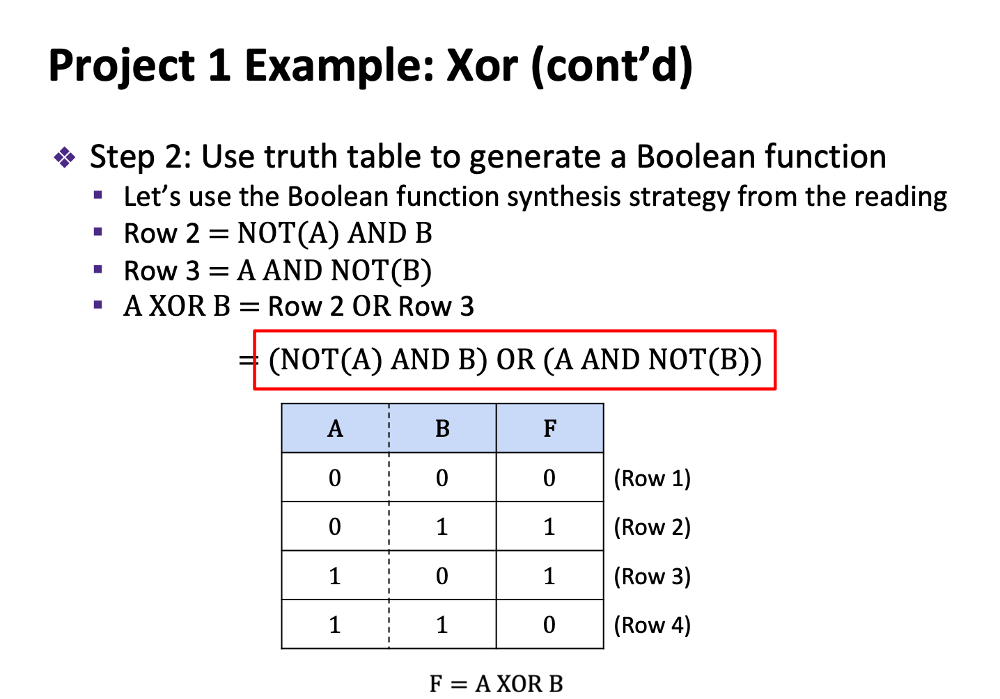 Project 1 Example: Xor (cont’d)
Step 2: Use truth table to generate a Boolean function
Let’s use the Boolean function synthesis strategy from the reading
Row 2 = NOT(A) AND B
Row 3 = A AND NOT(B)
A XOR B = Row 2 OR Row 3
= (NOT(A) AND B) OR (A AND NOT(B))
A B F
0 0 0 (Row 1)
0 1 1 (Row 2)
1 0 1 (Row 3)
1 1 0 (Row 4)
F = A XOR B